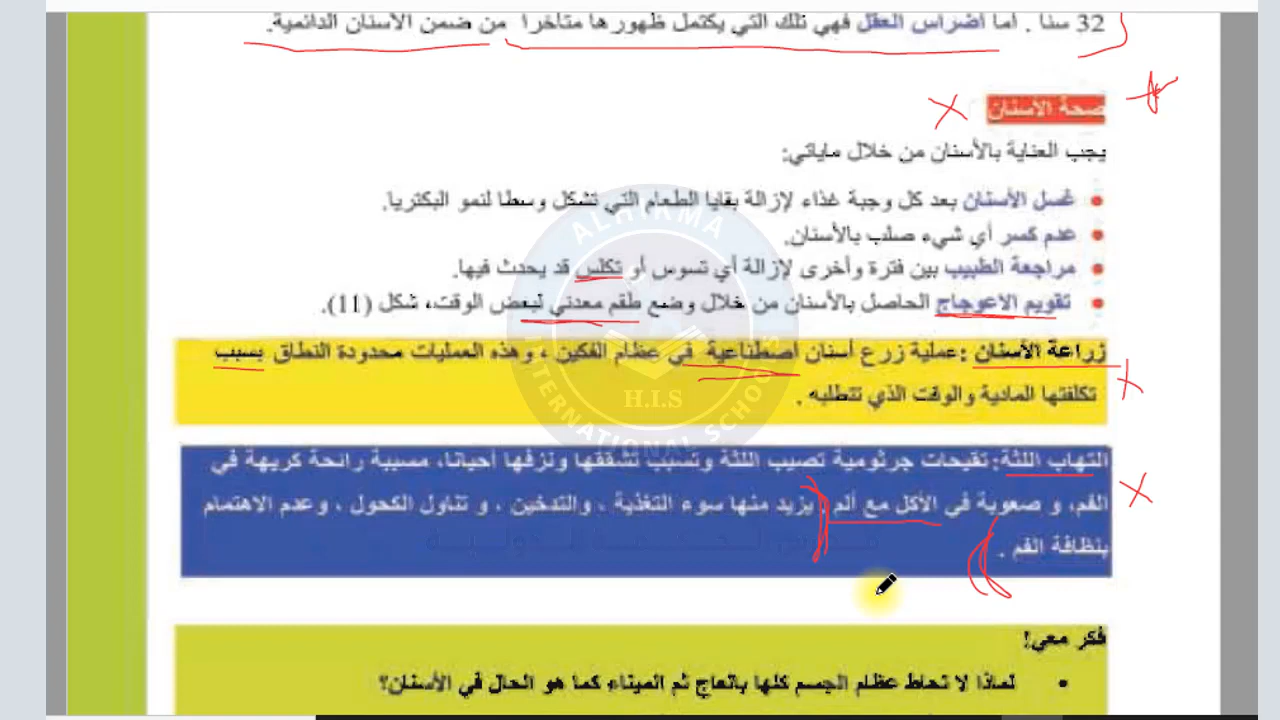 32 سنا . أما أضراس العقل فهي تلك التي يكتمل ظهورها متأخرا من ضمن الأسنان الدائمية.
صحة الأسنان
يجب العناية بالأسنان من خلال ماياتي:
• غسل الأسنان بعد كل وجبة غذاء لإزالة بقايا الطعام التي تشكل وسطا لنمو البكتريا.
• عدم كسر أي شيء صلب بالأسنان.
• مراجعة الطبيب بين فترة وأخرى لإزالة أي تسوس أو تكلس قد يحدث فيها.
• تقويم الاعوجاج الحاصل بالأسنان من خلال وضع طقم معدني لبعض الوقت، شكل (11).
زراعة الأسنان :عملية زرع أسنان أصطناعية في عظام الفكين ، وهذه العمليات محدودة النطاق بسبب
تكلفتها المادية والوقت الذي تتطلبه .
التهاب اللثة: تقيحات جرثومية تصيب اللثة وتسبب تشققها ونزفها أحيانا، مسببة رائحة كريهة في
الفم، و صعوبة في الأكل مع ألم . يزيد منها سوء التغذية ، والتدخين ، و تناول الكحول ، وعدم الاهتمام
بنظافة الفم .
فكر معي!
• لماذا لا تحاط عظام الجسم كلها بالعاج ثم الميناء كما هو الحال في الأسنان؟
ALHIKMA
INTERNATIONAL SCHOOL
H.I.S